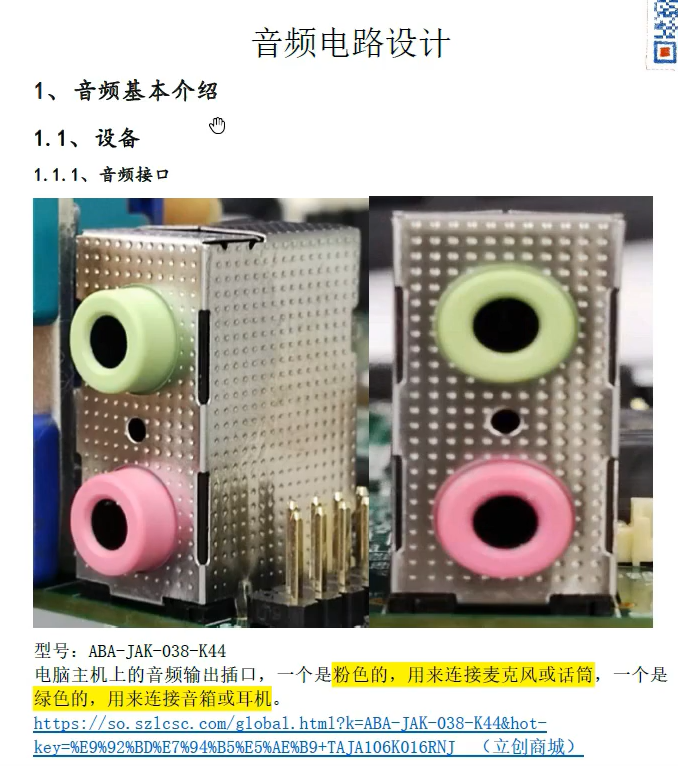 音频电路设计
1、音频基本介绍
1.1、设备
1.1.1、音频接口
型号：ABA-JAK-038-K44
电脑主机上的音频输出插口，一个是粉色的，用来连接麦克风或话筒，一个是
绿色的，用来连接音箱或耳机。
https://so.szlcsc.com/global.html?k=ABA-JAK-038-K44&hot-
key=%E9%92%BD%E7%94%B5%E5%AE%B9+TAJA106K016RNJ （立创商城）